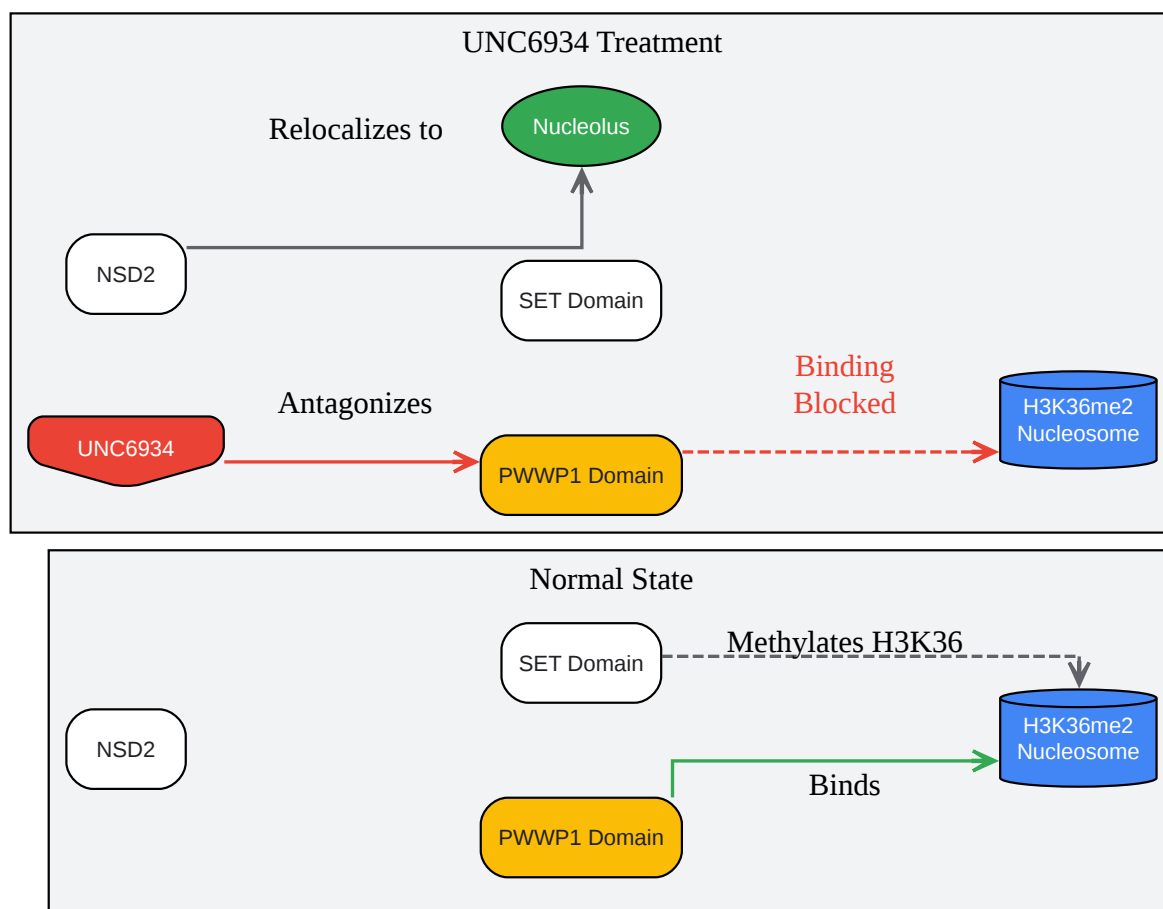 UNC6934 Treatment
Nucleolus
Relocalizes to
NSD2
SET Domain
Binding
Blocked
Antagonizes
H3K36me2
Nucleosome
UNC6934
PWWP1 Domain
Normal State
SET Domain
Methylates H3K36
NSD2
H3K36me2
Nucleosome
Binds
PWWP1 Domain